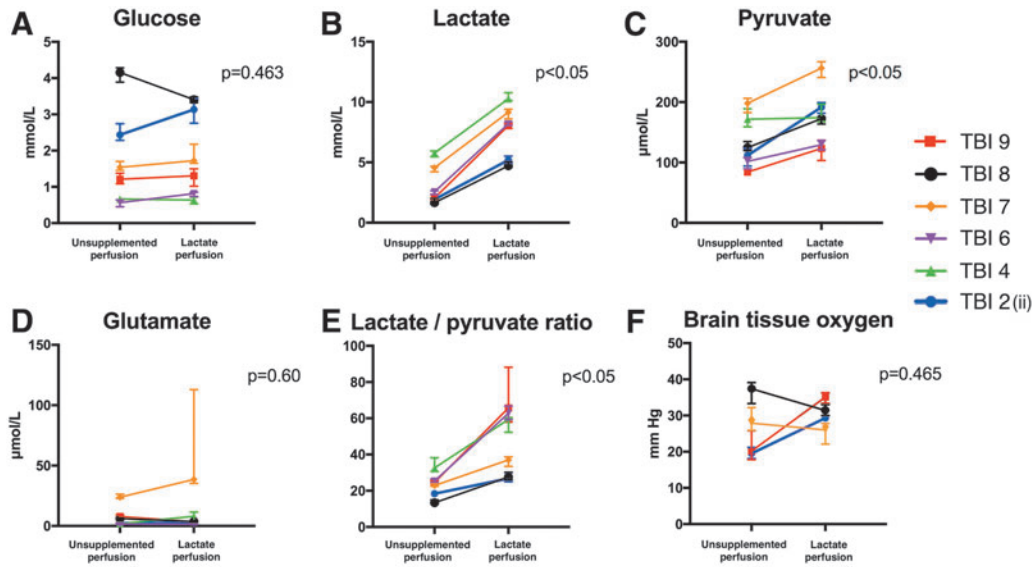 A Glucose
5
4
3
2
1
0
mmol/L
p=0.463
Unsupplemented perfusion
Lactate perfusion
B Lactate
15
10
5
0
mmol/L
p<0.05
Unsupplemented perfusion
Lactate perfusion
C Pyruvate
300
200
100
0
µmol/L
p<0.05
Unsupplemented perfusion
Lactate perfusion
TBI 9
TBI 8
TBI 7
TBI 6
TBI 4
TBI 2(ii)
D Glutamate
150
100
50
0
µmol/L
p=0.60
Unsupplemented perfusion
Lactate perfusion
E Lactate / pyruvate ratio
100
80
60
40
20
0
p<0.05
Unsupplemented perfusion
Lactate perfusion
F Brain tissue oxygen
50
40
30
20
10
0
mm Hg
p=0.465
Unsupplemented perfusion
Lactate perfusion